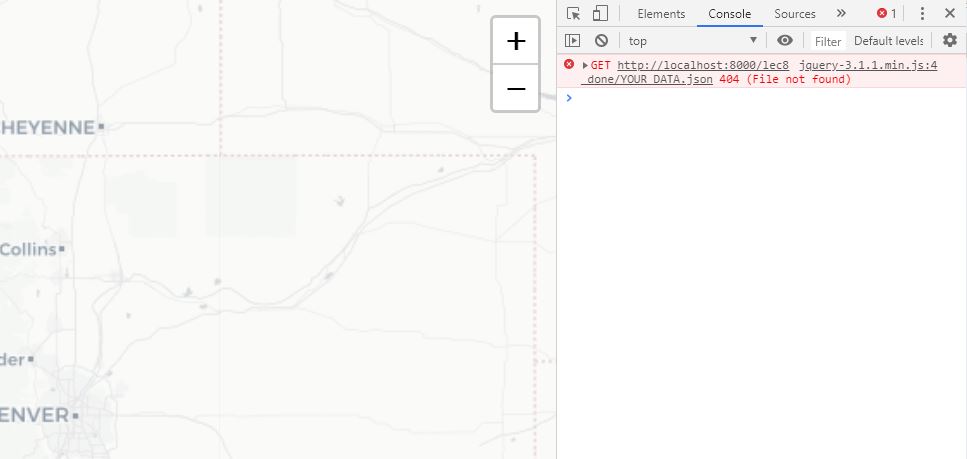 +
−
HEYENNE
Collins
der
ENVER
Elements Console Sources » 1
top Filter Default levels
GET http://localhost:8000/lec8 jquery-3.1.1.min.js:4
_done/YOUR_DATA.json 404 (File not found)